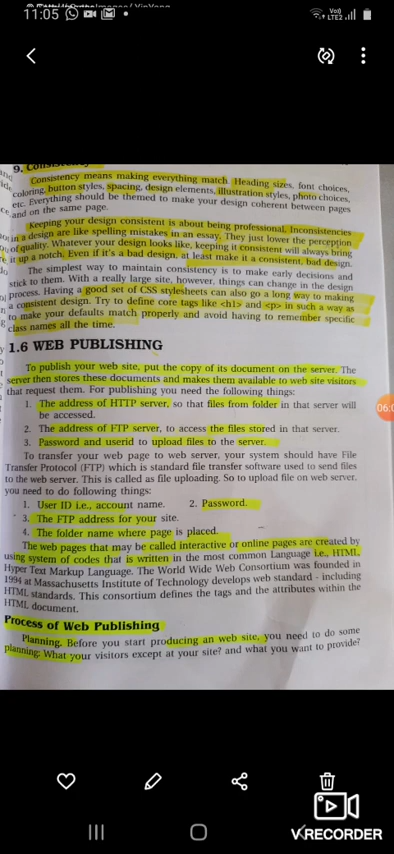 11:05
Vo))
LTE2
9. Consistency
Consistency means making everything match. Heading sizes, font choices,
coloring, button styles, spacing, design elements, illustration styles, photo choices,
etc. Everything should be themed to make your design coherent between pages
and on the same page.
Keeping your design consistent is about being professional. Inconsistencies
in a design are like spelling mistakes in an essay. They just lower the perception
of quality. Whatever your design looks like, keeping it consistent will always bring
it up a notch. Even if it's a bad design, at least make it a consistent, bad design.
The simplest way to maintain consistency is to make early decisions and
stick to them. With a really large site, however, things can change in the design
process. Having a good set of CSS stylesheets can also go a long way to making
a consistent design. Try to define core tags like <h1> and <p> in such a way as
to make your defaults match properly and avoid having to remember specific
class names all the time.
1.6 WEB PUBLISHING
To publish your web site, put the copy of its document on the server. The
server then stores these documents and makes them available to web site visitors
that request them. For publishing you need the following things:
1. The address of HTTP server, so that files from folder in that server will
be accessed.
2. The address of FTP server, to access the files stored in that server.
3. Password and userid to upload files to the server.
To transfer your web page to web server, your system should have File
Transfer Protocol (FTP) which is standard file transfer software used to send files
to the web server. This is called as file uploading. So to upload file on web server,
you need to do following things:
1. User ID i.e., account name. 2. Password.
3. The FTP address for your site.
4. The folder name where page is placed.
The web pages that may be called interactive or online pages are created by
using system of codes that is written in the most common Language i.e., HTML
Hyper Text Markup Language. The World Wide Web Consortium was founded in
1994 at Massachusetts Institute of Technology develops web standard - including
HTML standards. This consortium defines the tags and the attributes within the
HTML document.
Process of Web Publishing
Planning. Before you start producing an web site, you need to do some
planning: What your visitors except at your site? and what you want to provide?
06:0
V RECORDER